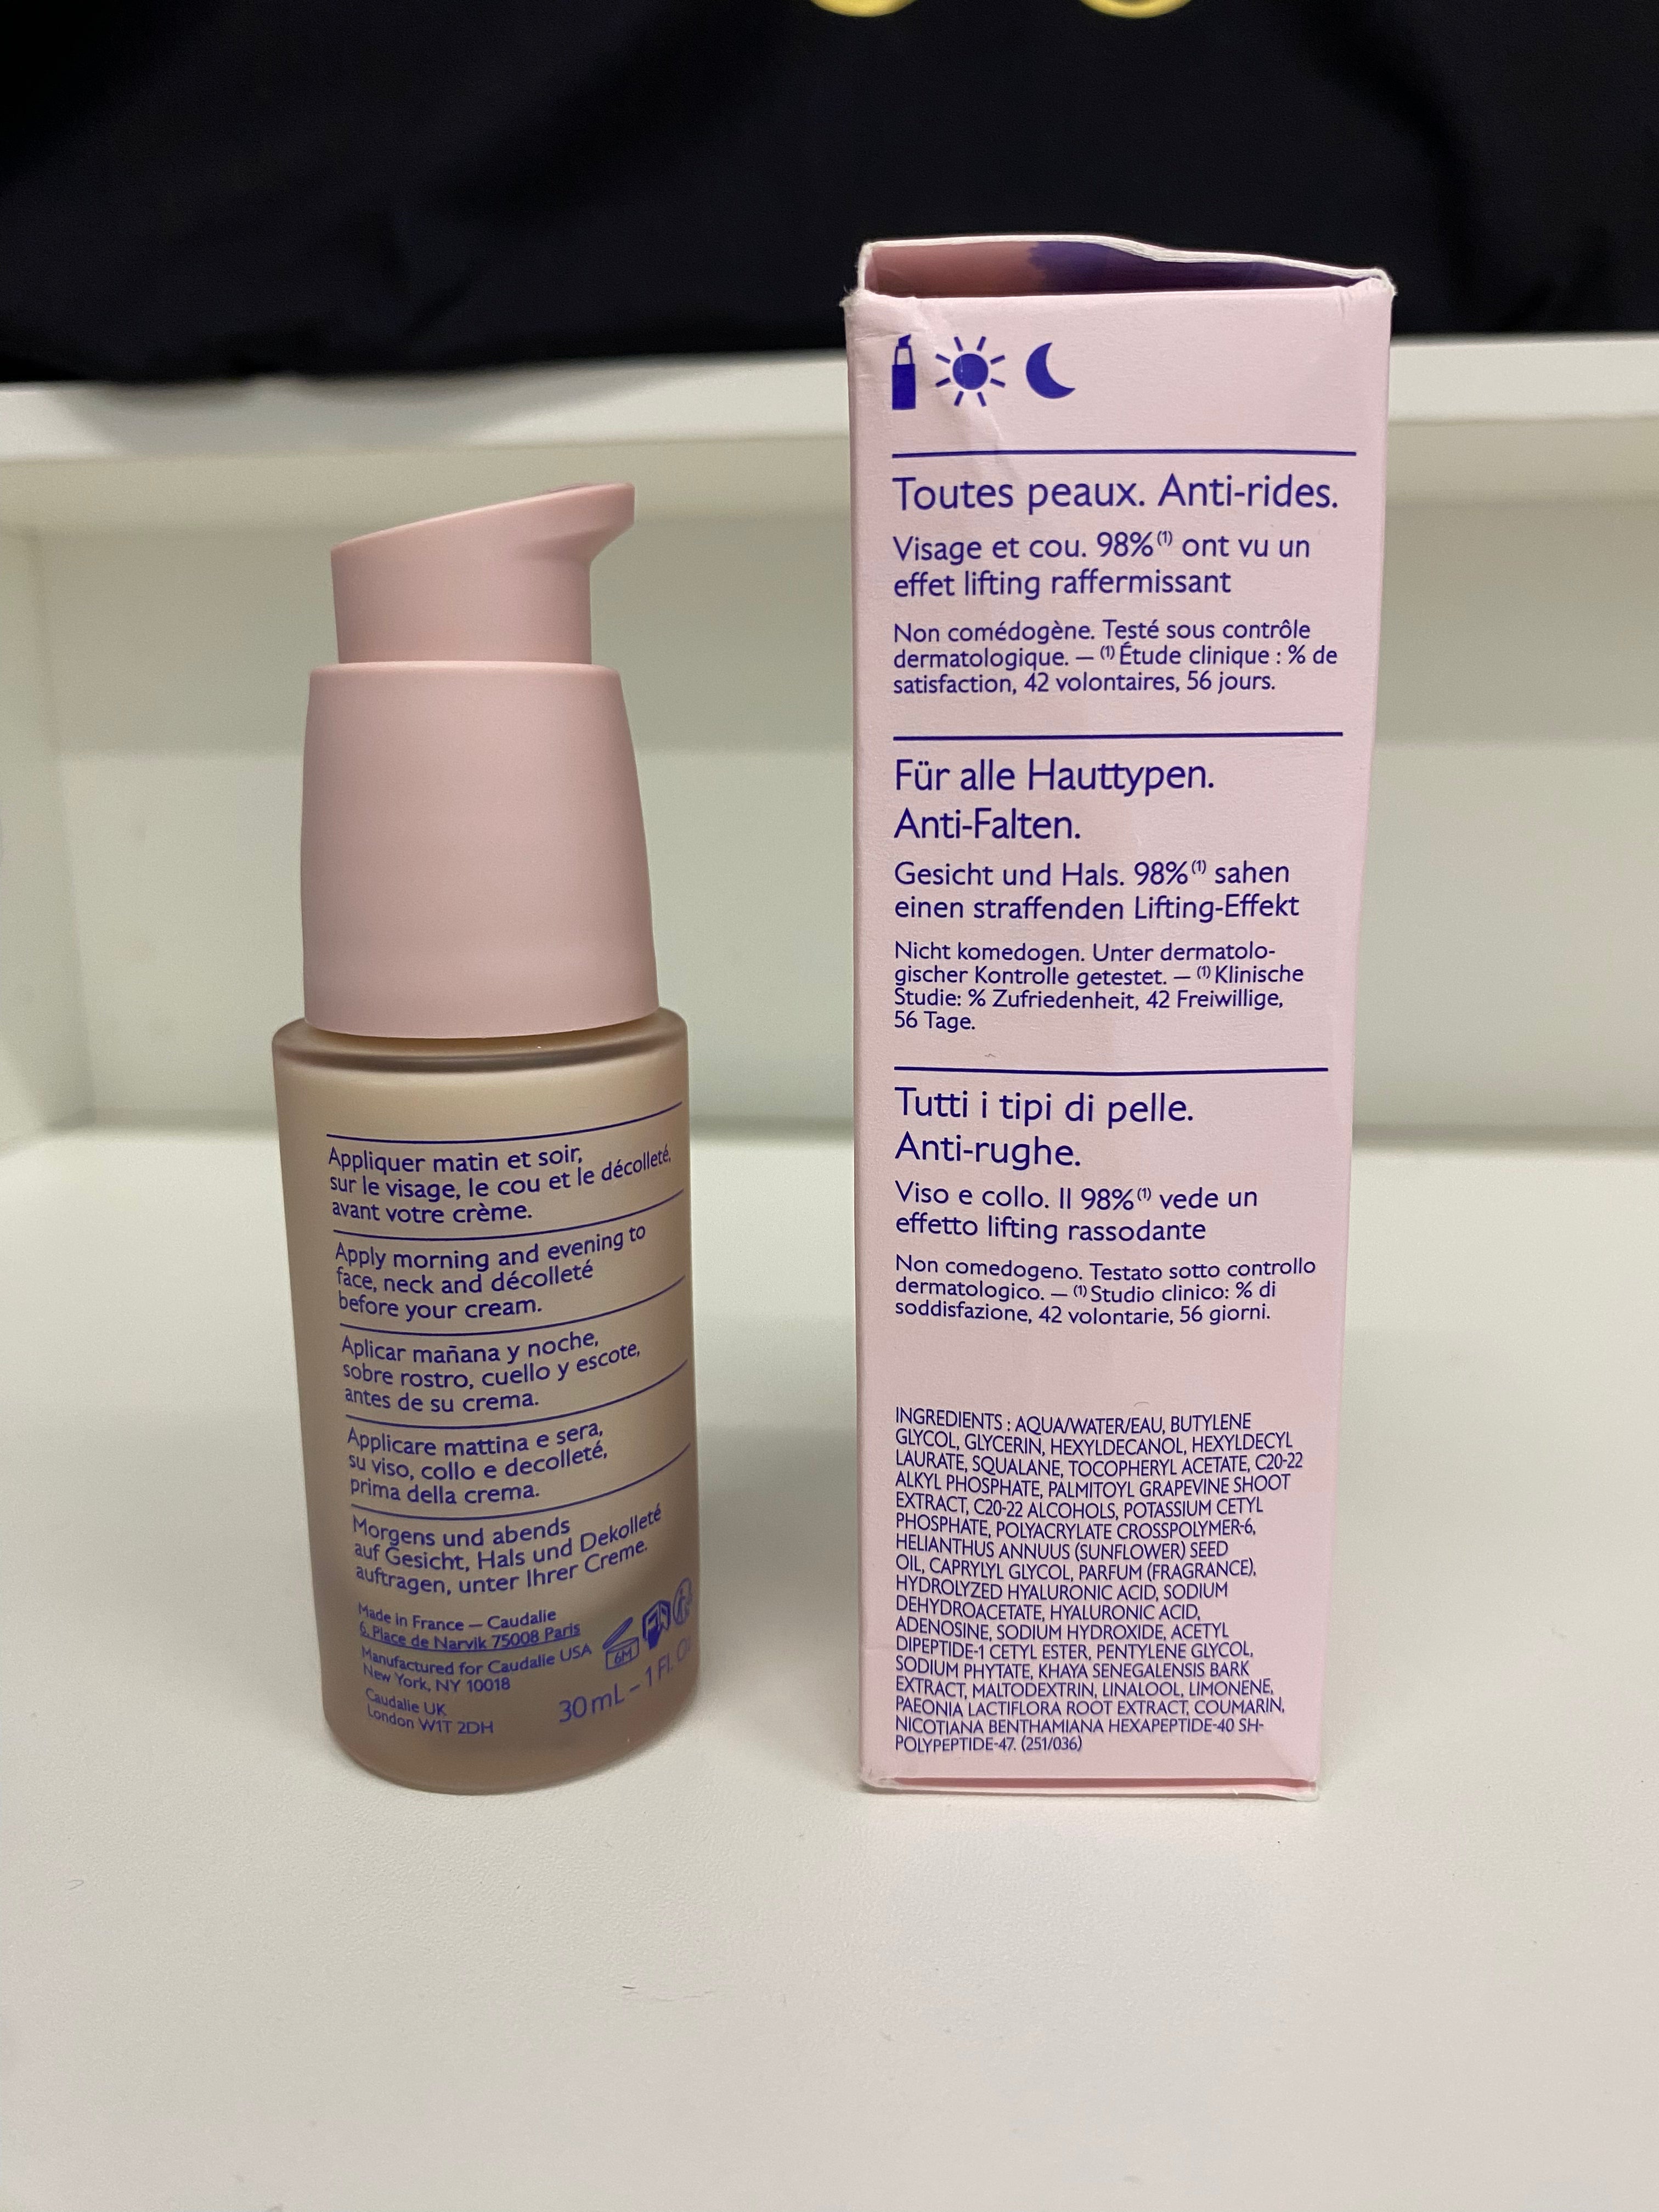 Appliquer matin et soir,
sur le visage, le cou et le décolleté,
avant votre crème.
Apply morning and evening to
face, neck and décolleté
before your cream.
Aplicar mañana y noche,
sobre rostro, cuello y escote,
antes de su crema.
Applicare mattina e sera,
su viso, collo e decolleté,
prima della crema.
Morgens und abends
auf Gesicht, Hals und Dekolleté
auftragen, unter Ihrer Creme.
Made in France – Caudalie
6, Place de Narvik 75008 Paris
Manufactured for Caudalie USA
New York, NY 10018
Caudalie UK
London W1T 2DH
6M
30 mL – 1 Fl.
Toutes peaux. Anti-rides.
Visage et cou. 98%(1) ont vu un
effet lifting raffermissant
Non comédogène. Testé sous contrôle
dermatologique. – (1) Étude clinique : % de
satisfaction, 42 volontaires, 56 jours.
Für alle Hauttypen.
Anti-Falten.
Gesicht und Hals. 98%(1) sahen
einen straffenden Lifting-Effekt
Nicht komedogen. Unter dermatolo-
gischer Kontrolle getestet. – (1) Klinische
Studie: % Zufriedenheit, 42 Freiwillige,
56 Tage.
Tutti i tipi di pelle.
Anti-rughe.
Viso e collo. Il 98%(1) vede un
effetto lifting rassodante
Non comedogeno. Testato sotto controllo
dermatologico. – (1) Studio clinico: % di
soddisfazione, 42 volontarie, 56 giorni.
INGREDIENTS : AQUA/WATER/EAU, BUTYLENE
GLYCOL, GLYCERIN, HEXYLDECANOL, HEXYLDECYL
LAURATE, SQUALANE, TOCOPHERYL ACETATE, C20-22
ALKYL PHOSPHATE, PALMITOYL GRAPEVINE SHOOT
EXTRACT, C20-22 ALCOHOLS, POTASSIUM CETYL
PHOSPHATE, POLYACRYLATE CROSSPOLYMER-6,
HELIANTHUS ANNUUS (SUNFLOWER) SEED
OIL, CAPRYLYL GLYCOL, PARFUM (FRAGRANCE),
HYDROLYZED HYALURONIC ACID, SODIUM
DEHYDROACETATE, HYALURONIC ACID,
ADENOSINE, SODIUM HYDROXIDE, ACETYL
DIPEPTIDE-1 CETYL ESTER, PENTYLENE GLYCOL,
SODIUM PHYTATE, KHAYA SENEGALENSIS BARK
EXTRACT, MALTODEXTRIN, LINALOOL, LIMONENE,
PAEONIA LACTIFLORA ROOT EXTRACT, COUMARIN,
NICOTIANA BENTHAMIANA HEXAPEPTIDE-40 SH-
POLYPEPTIDE-47. (251/036)